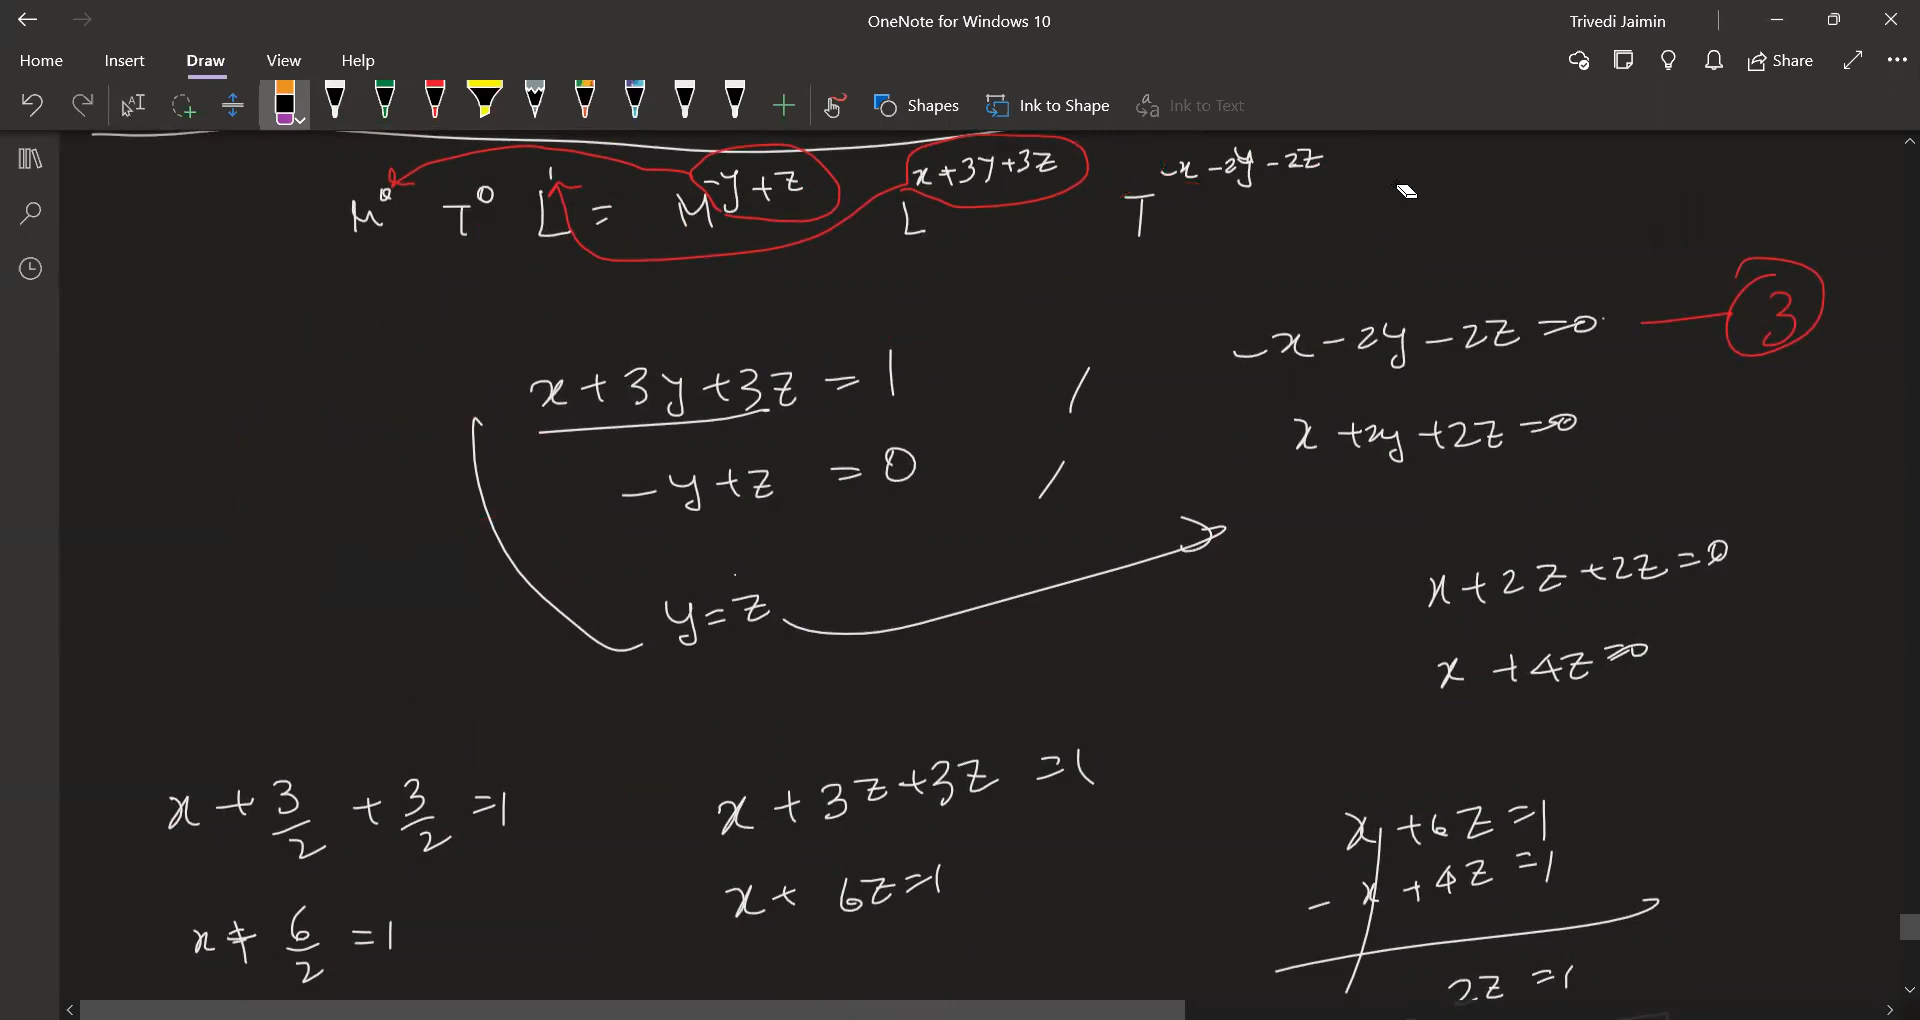 OneNote for Windows 10
Trivedi Jaimin
Home Insert Draw View Help
Share
Shapes Ink to Shape Ink to Text
M⁰ T⁰ L¹ = M^(-y+z) L^(x+3y+3z) T^(-x-2y-2z)
-x-2y-2z=0 — 3
x+3y+3z=1 /
x+2y+2z=0
-y+z=0 /
x+2z+2z=0
y=z
x+4z=0
x+3z+3z=1
x+3/2+3/2=1
x+6z=1
-x+4z=1
x+6z=1
x+6/2=1
2z=1